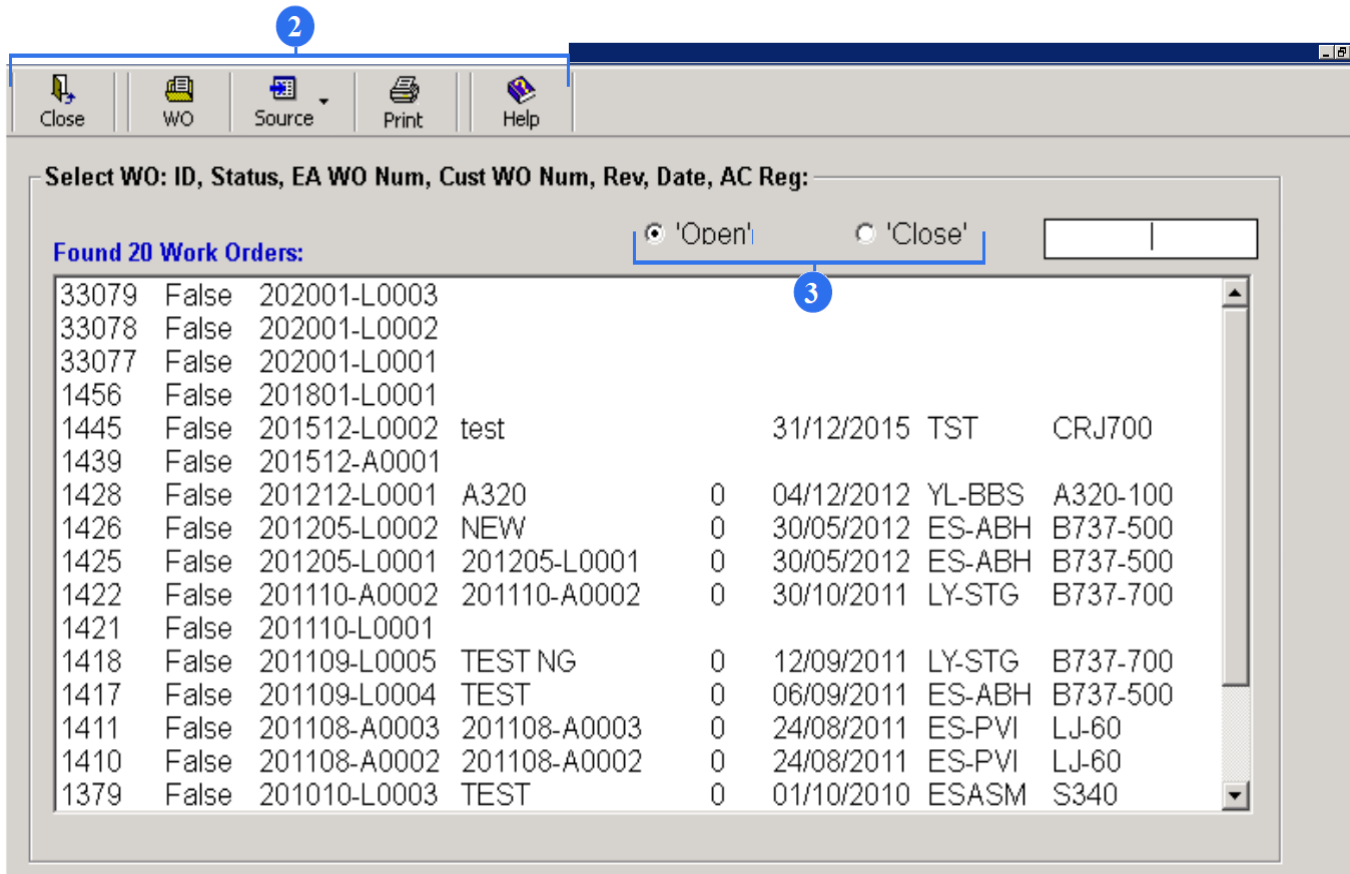 2
Close WO Source Print Help
Select WO: ID, Status, EA WO Num, Cust WO Num, Rev, Date, AC Reg:
'Open' 'Close'
Found 20 Work Orders:
3
33079 False 202001-L0003
33078 False 202001-L0002
33077 False 202001-L0001
1456 False 201801-L0001
1445 False 201512-L0002 test 31/12/2015 TST CRJ700
1439 False 201512-A0001
1428 False 201212-L0001 A320 0 04/12/2012 YL-BBS A320-100
1426 False 201205-L0002 NEW 0 30/05/2012 ES-ABH B737-500
1425 False 201205-L0001 201205-L0001 0 30/05/2012 ES-ABH B737-500
1422 False 201110-A0002 201110-A0002 0 30/10/2011 LY-STG B737-700
1421 False 201110-L0001
1418 False 201109-L0005 TEST NG 0 12/09/2011 LY-STG B737-700
1417 False 201109-L0004 TEST 0 06/09/2011 ES-ABH B737-500
1411 False 201108-A0003 201108-A0003 0 24/08/2011 ES-PVI LJ-60
1410 False 201108-A0002 201108-A0002 0 24/08/2011 ES-PVI LJ-60
1379 False 201010-L0003 TEST 0 01/10/2010 ESASM S340